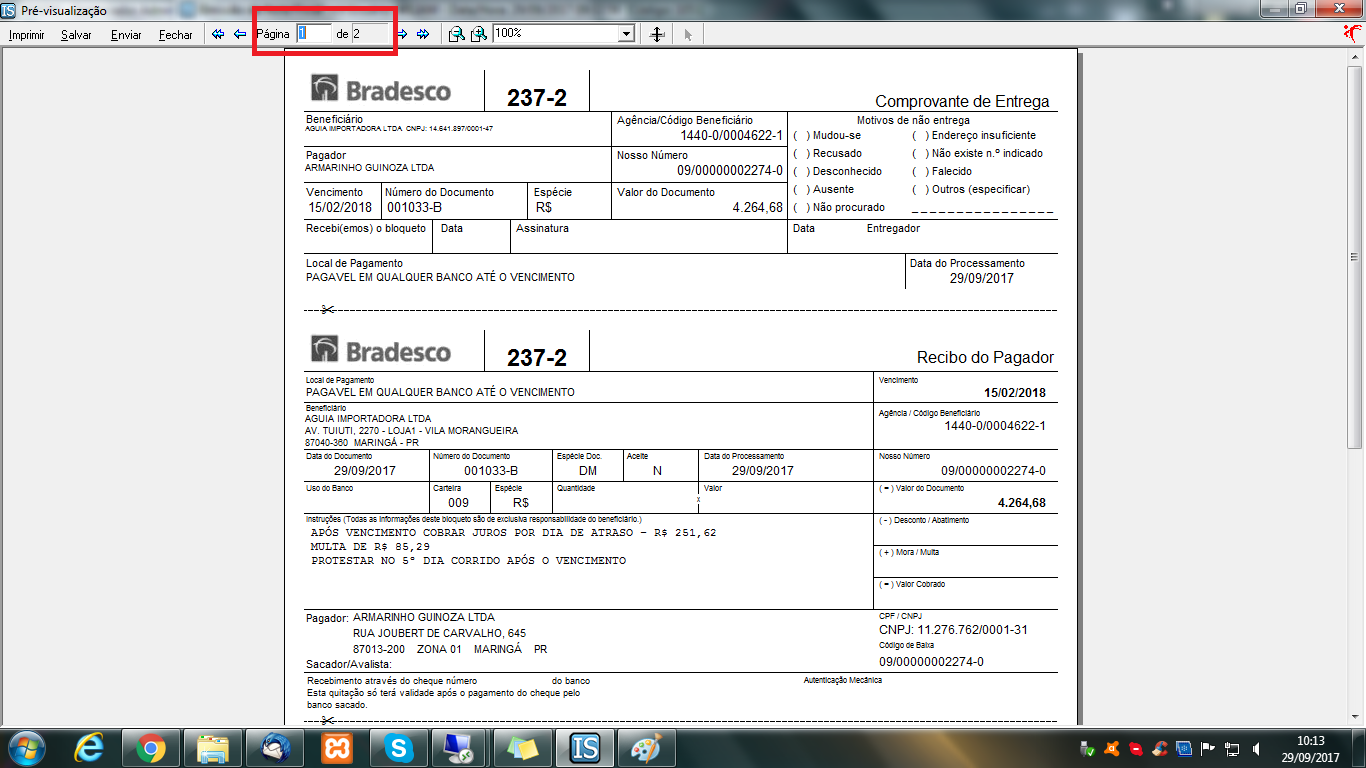 Pré-visualização
Imprimir Salvar Enviar Fechar Página 1 de 2 100%
Bradesco 237-2 Comprovante de Entrega
Beneficiário Agência/Código Beneficiário Motivos de não entrega
AGUIA IMPORTADORA LTDA CNPJ: 14.641.897/0001-47 1440-0/0004622-1 ( ) Mudou-se ( ) Endereço insuficiente
Pagador Nosso Número ( ) Recusado ( ) Não existe n.º indicado
ARMARINHO GUINOZA LTDA 09/00000002274-0 ( ) Desconhecido ( ) Falecido
Vencimento Número do Documento Espécie Valor do Documento ( ) Ausente ( ) Outros (especificar)
15/02/2018 001033-B R$ 4.264,68 ( ) Não procurado _ _ _ _ _ _ _ _ _ _ _ _ _ _ _ _
Recebi(emos) o bloqueto Data Assinatura Data Entregador
Local de Pagamento Data do Processamento
PAGAVEL EM QUALQUER BANCO ATÉ O VENCIMENTO 29/09/2017
Bradesco 237-2 Recibo do Pagador
Local de Pagamento Vencimento
PAGAVEL EM QUALQUER BANCO ATÉ O VENCIMENTO 15/02/2018
Beneficiário Agência / Código Beneficiário
AGUIA IMPORTADORA LTDA 1440-0/0004622-1
AV. TUIUTI, 2270 - LOJA1 - VILA MORANGUEIRA
87040-360 MARINGÁ - PR
Data do Documento Número do Documento Espécie Doc. Aceite Data do Processamento Nosso Número
29/09/2017 001033-B DM N 29/09/2017 09/00000002274-0
Uso do Banco Carteira Espécie Quantidade Valor ( = ) Valor do Documento
009 R$ x 4.264,68
Instruções (Todas as informações deste bloqueto são de exclusiva responsabilidade do beneficiário.) ( - ) Desconto / Abatimento
APÓS VENCIMENTO COBRAR JUROS POR DIA DE ATRASO - R$ 251,62
MULTA DE R$ 85,29 ( + ) Mora / Multa
PROTESTAR NO 5º DIA CORRIDO APÓS O VENCIMENTO
( = ) Valor Cobrado
Pagador: ARMARINHO GUINOZA LTDA CPF / CNPJ
RUA JOUBERT DE CARVALHO, 645 CNPJ: 11.276.762/0001-31
87013-200 ZONA 01 MARINGÁ PR Código de Baixa
Sacador/Avalista: 09/00000002274-0
Recebimento através do cheque número do banco Autenticação Mecânica
Esta quitação só terá validade após o pagamento do cheque pelo
banco sacado.
10:13
29/09/2017